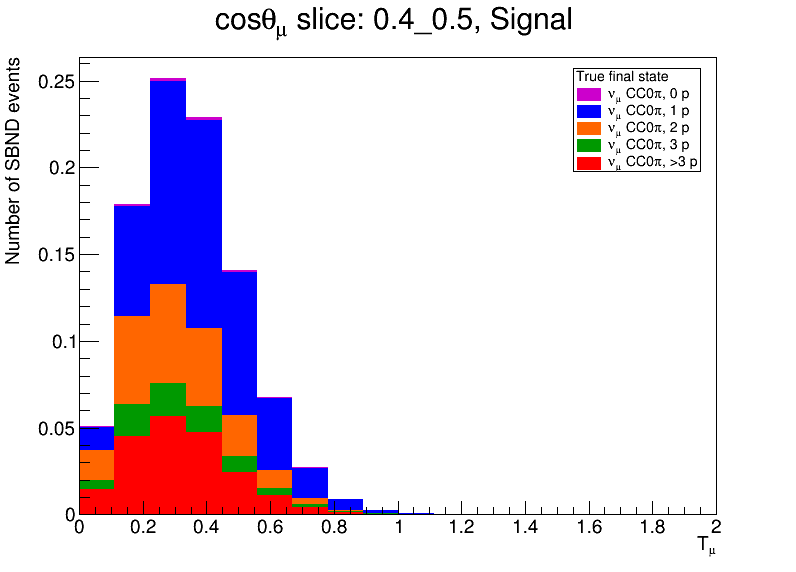 cosθμ slice: 0.4_0.5, Signal
Number of SBND events
0.25
0.2
0.15
0.1
0.05
0
True final state
νμ CC0π, 0 p
νμ CC0π, 1 p
νμ CC0π, 2 p
νμ CC0π, 3 p
νμ CC0π, >3 p
0 0.2 0.4 0.6 0.8 1 1.2 1.4 1.6 1.8 2
Tμ